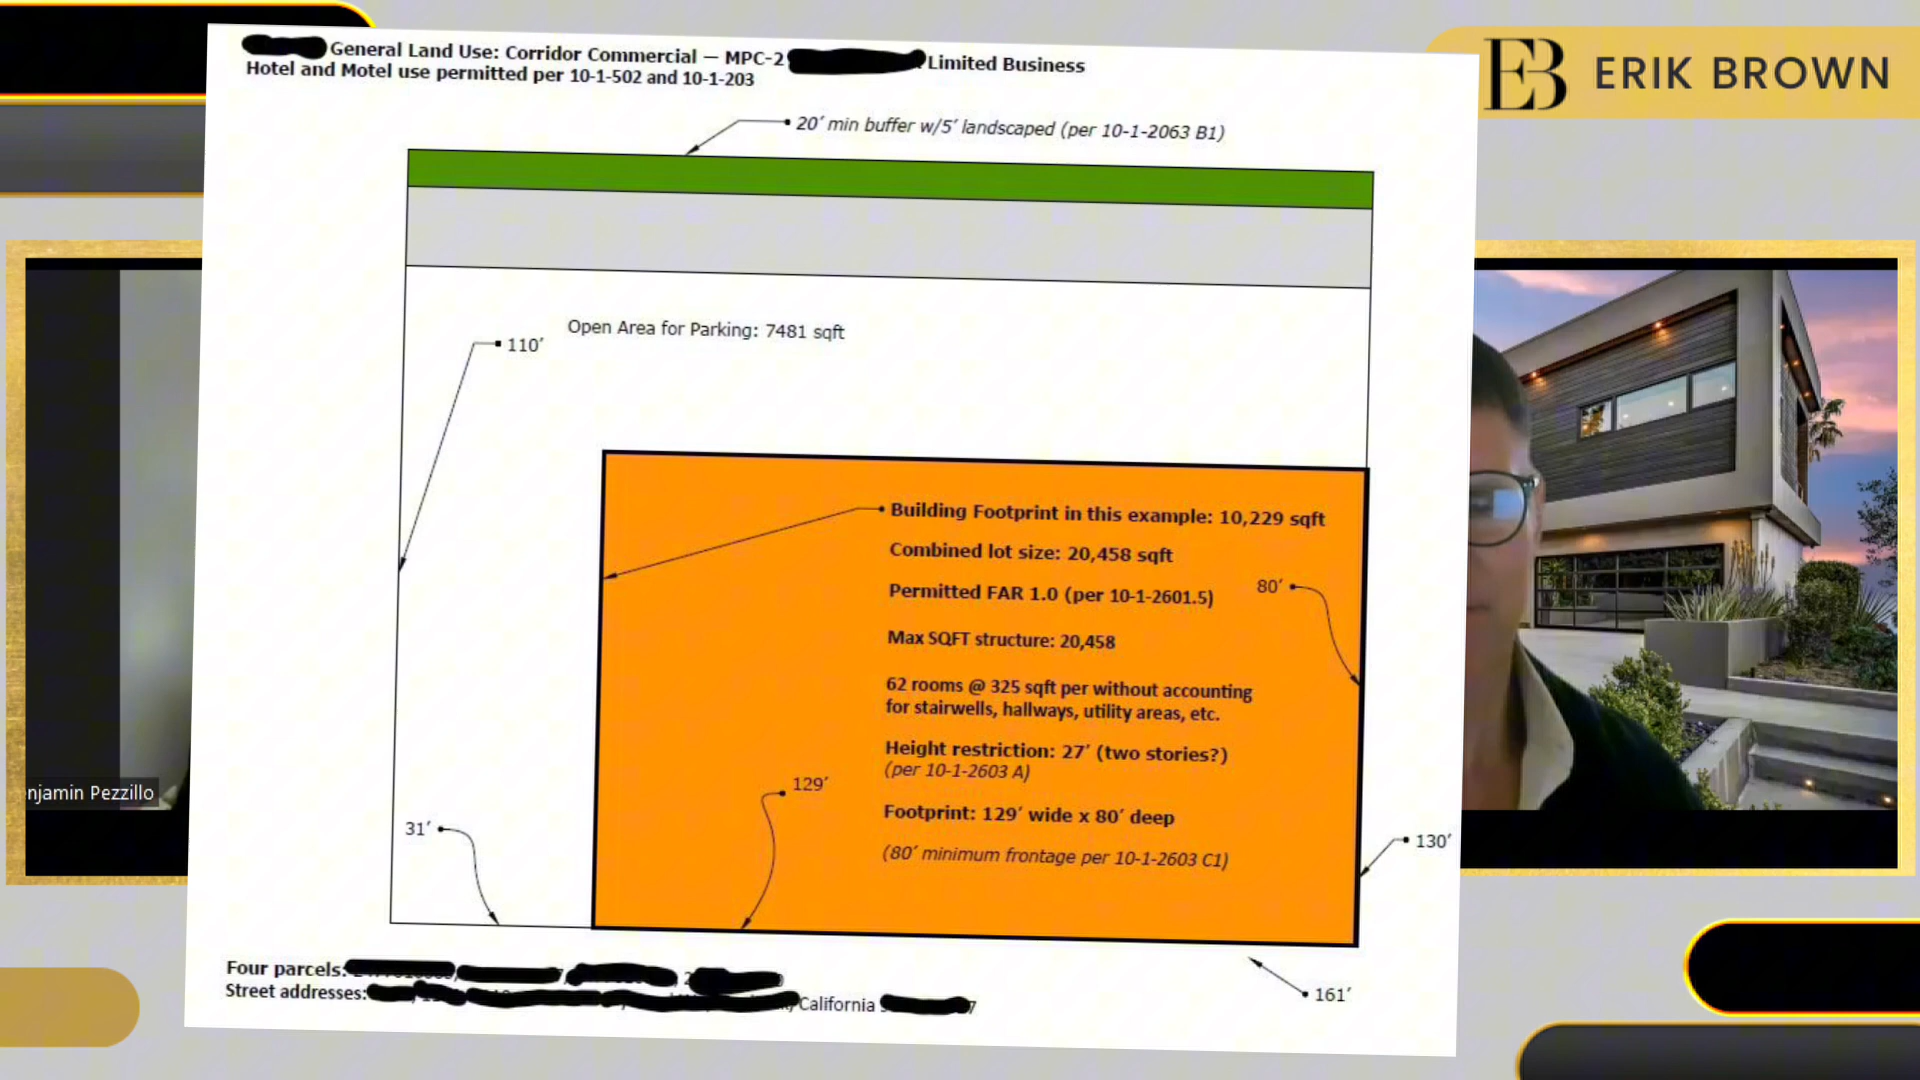 General Land Use: Corridor Commercial — MPC-2 Limited Business
Hotel and Motel use permitted per 10-1-502 and 10-1-203
EB ERIK BROWN
20′ min buffer w/5′ landscaped (per 10-1-2063 B1)
Open Area for Parking: 7481 sqft
110′
Building Footprint in this example: 10,229 sqft
Combined lot size: 20,458 sqft
80′
Permitted FAR 1.0 (per 10-1-2601.5)
Max SQFT structure: 20,458
62 rooms @ 325 sqft per without accounting
for stairwells, hallways, utility areas, etc.
Height restriction: 27′ (two stories?)
(per 10-1-2603 A)
129′
njamin Pezzillo
Footprint: 129′ wide x 80′ deep
31′
130′
(80′ minimum frontage per 10-1-2603 C1)
161′
Four parcels:
Street addresses: California